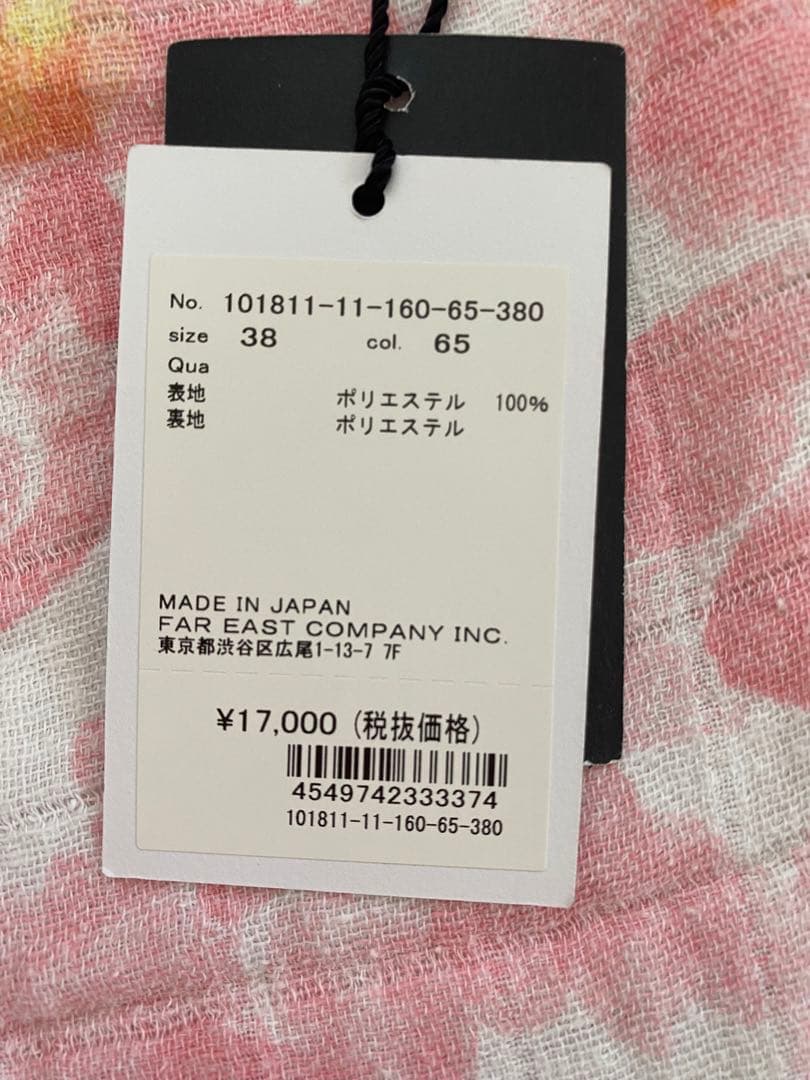 No. 101811-11-160-65-380
size 38 col. 65
Qua
表地 ポリエステル 100%
裏地 ポリエステル
MADE IN JAPAN
FAR EAST COMPANY INC.
東京都渋谷区広尾1-13-7 7F
¥17,000 (税抜価格)
4549742333374
101811-11-160-65-380